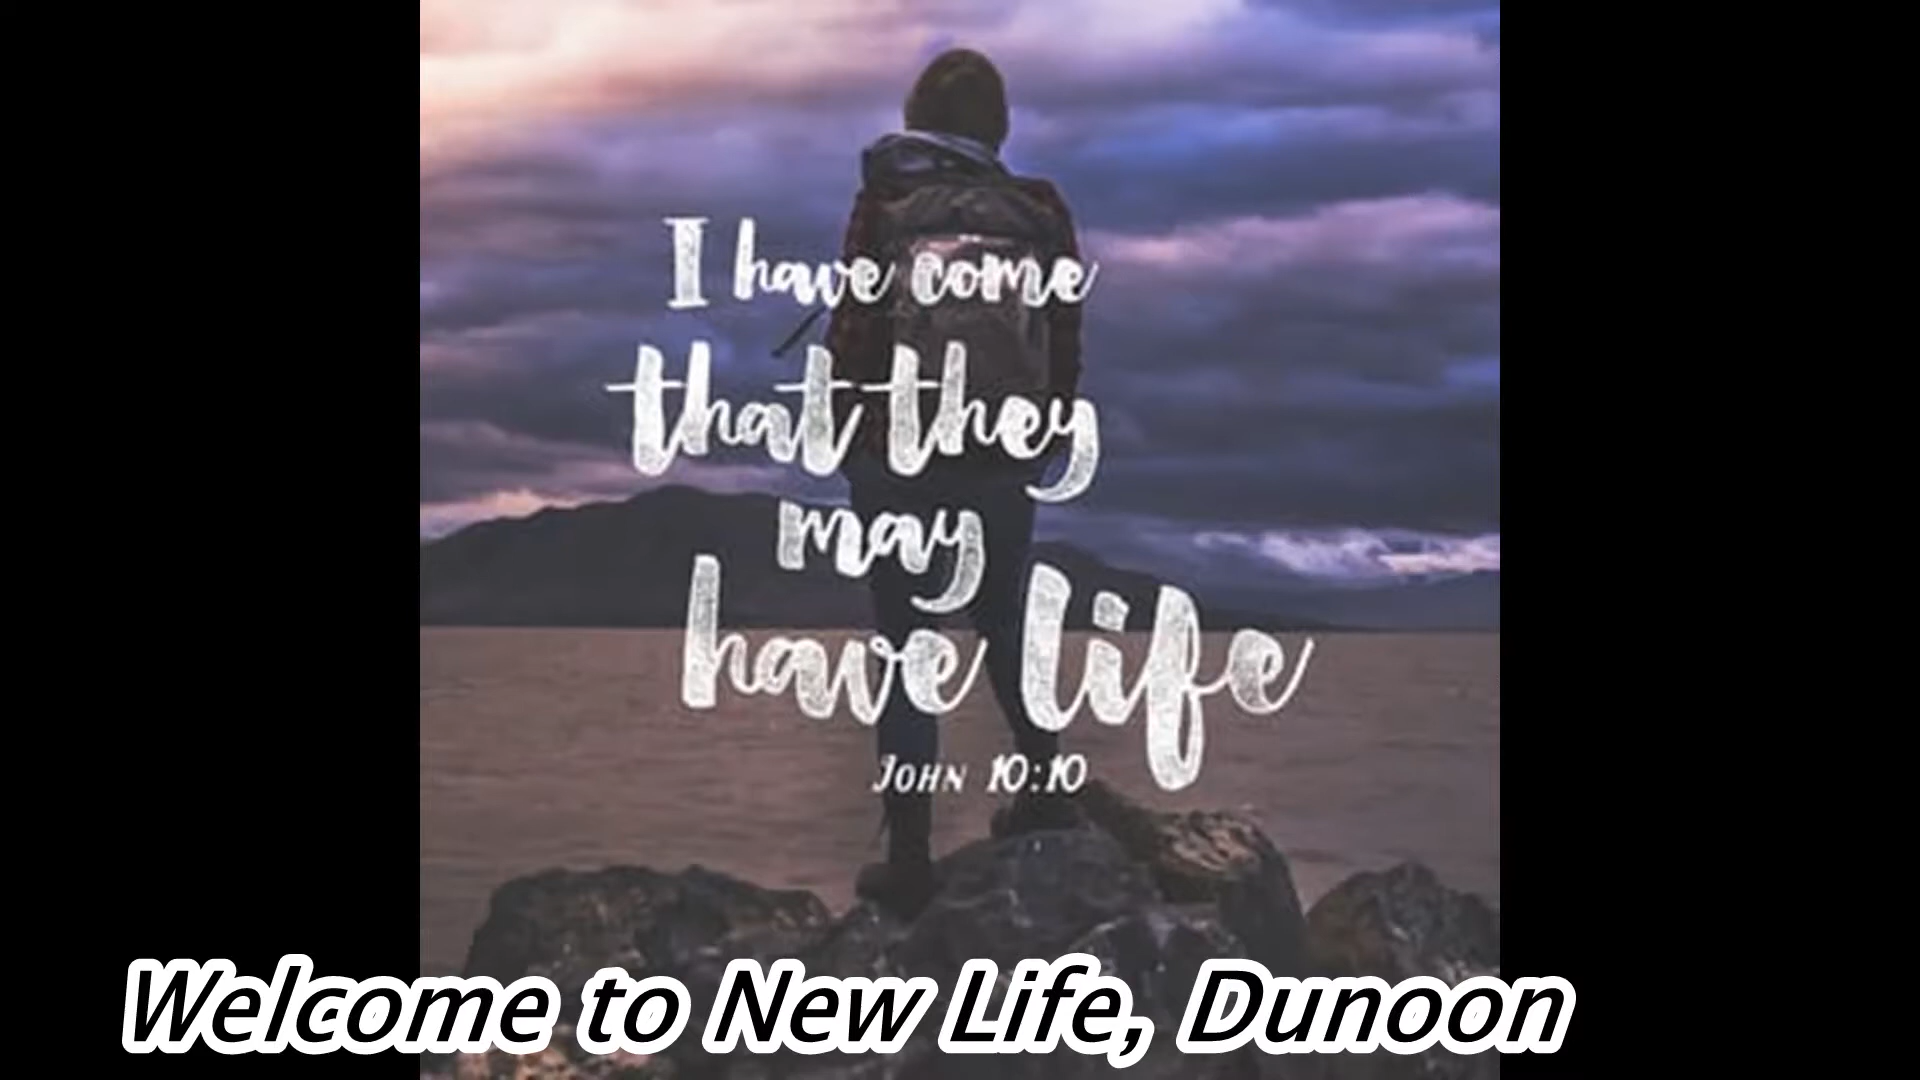 I have come
that they
may
have life
John 10:10
Welcome to New Life, Dunoon